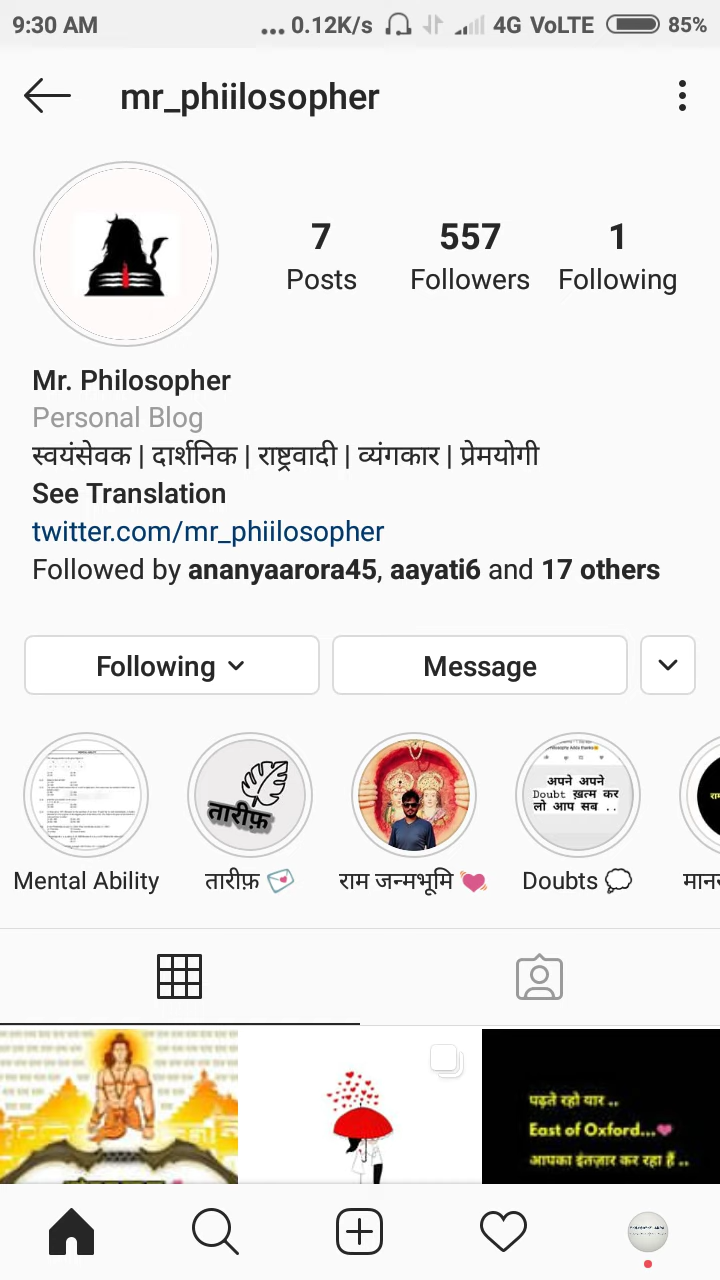 9:30 AM ... 0.12K/s 4G VoLTE 85%
mr_phiilosopher
7 557 1
Posts Followers Following
Mr. Philosopher
Personal Blog
स्वयंसेवक | दार्शनिक | राष्ट्रवादी | व्यंगकार | प्रेमयोगी
See Translation
twitter.com/mr_phiilosopher
Followed by ananyaarora45, aayati6 and 17 others
Following Message
तारीफ़
अपने अपने
Doubt ख़त्म कर
लो आप सब ..
Mental Ability तारीफ़ 💌 राम जन्मभूमि 💘 Doubts 💭
पढ़ते रहो यार ..
East of Oxford...💗
आपका इंतज़ार कर रहा हैं ..